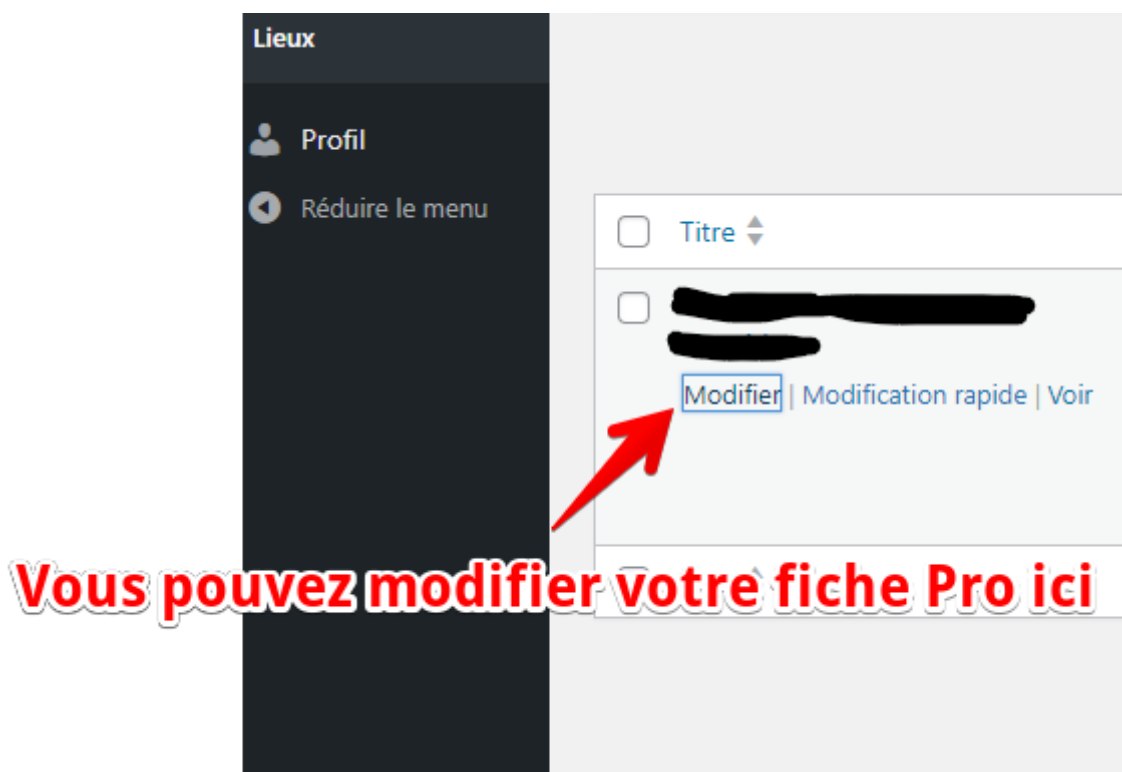 Lieux
Profil
Réduire le menu
Titre
Modifier | Modification rapide | Voir
Vous pouvez modifier votre fiche Pro ici